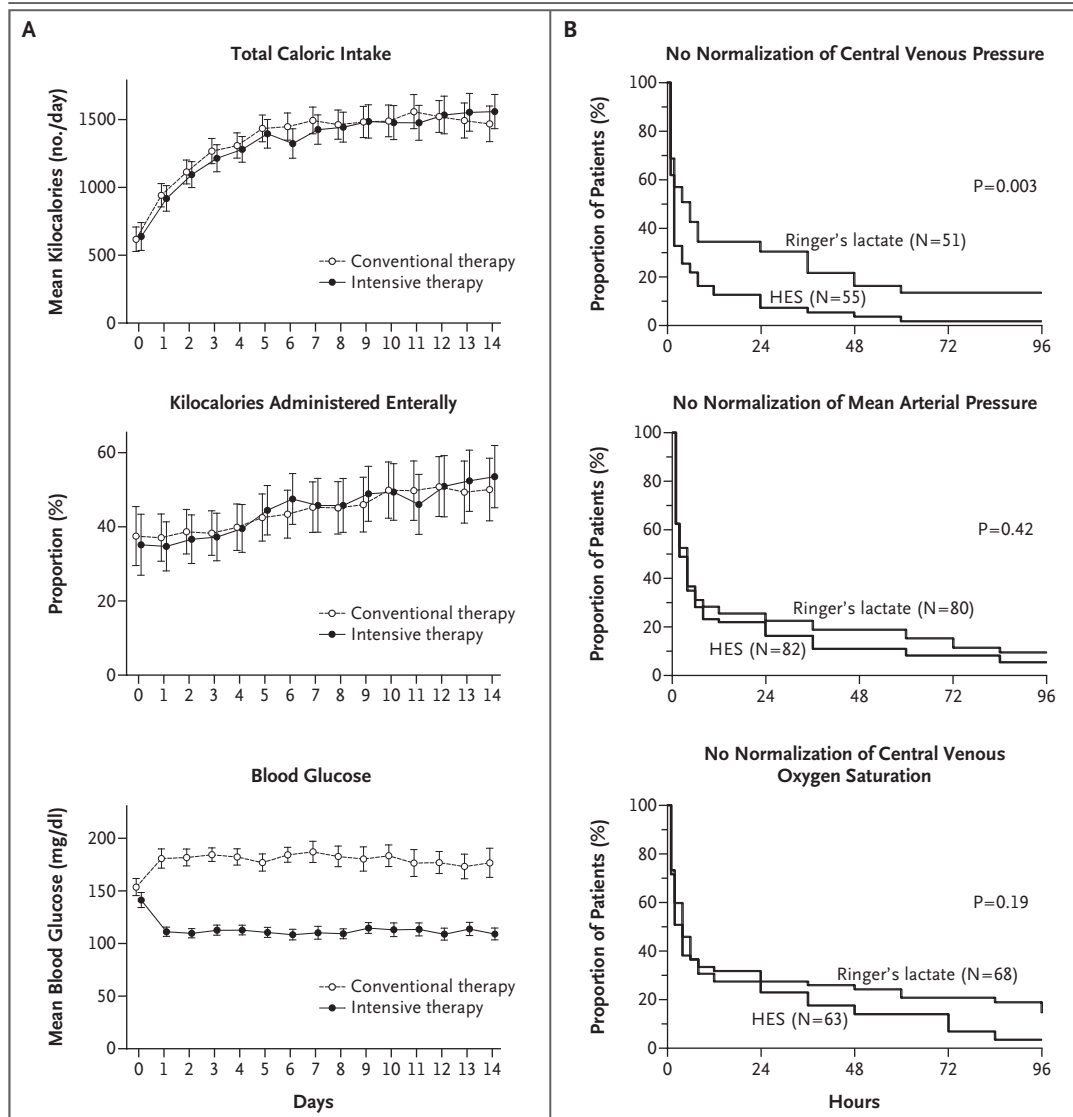 A
Total Caloric Intake
Mean Kilocalories (no./day)
1500
1000
500
0
Conventional therapy
Intensive therapy
0 1 2 3 4 5 6 7 8 9 10 11 12 13 14
Kilocalories Administered Enterally
Proportion (%)
60
40
20
0
Conventional therapy
Intensive therapy
0 1 2 3 4 5 6 7 8 9 10 11 12 13 14
Blood Glucose
Mean Blood Glucose (mg/dl)
200
150
100
50
0
Conventional therapy
Intensive therapy
0 1 2 3 4 5 6 7 8 9 10 11 12 13 14
Days
B
No Normalization of Central Venous Pressure
Proportion of Patients (%)
100
80
60
40
20
0
P=0.003
Ringer's lactate (N=51)
HES (N=55)
0 24 48 72 96
No Normalization of Mean Arterial Pressure
Proportion of Patients (%)
100
80
60
40
20
0
P=0.42
Ringer's lactate (N=80)
HES (N=82)
0 24 48 72 96
No Normalization of Central Venous
Oxygen Saturation
Proportion of Patients (%)
100
80
60
40
20
0
P=0.19
Ringer's lactate (N=68)
HES (N=63)
0 24 48 72 96
Hours